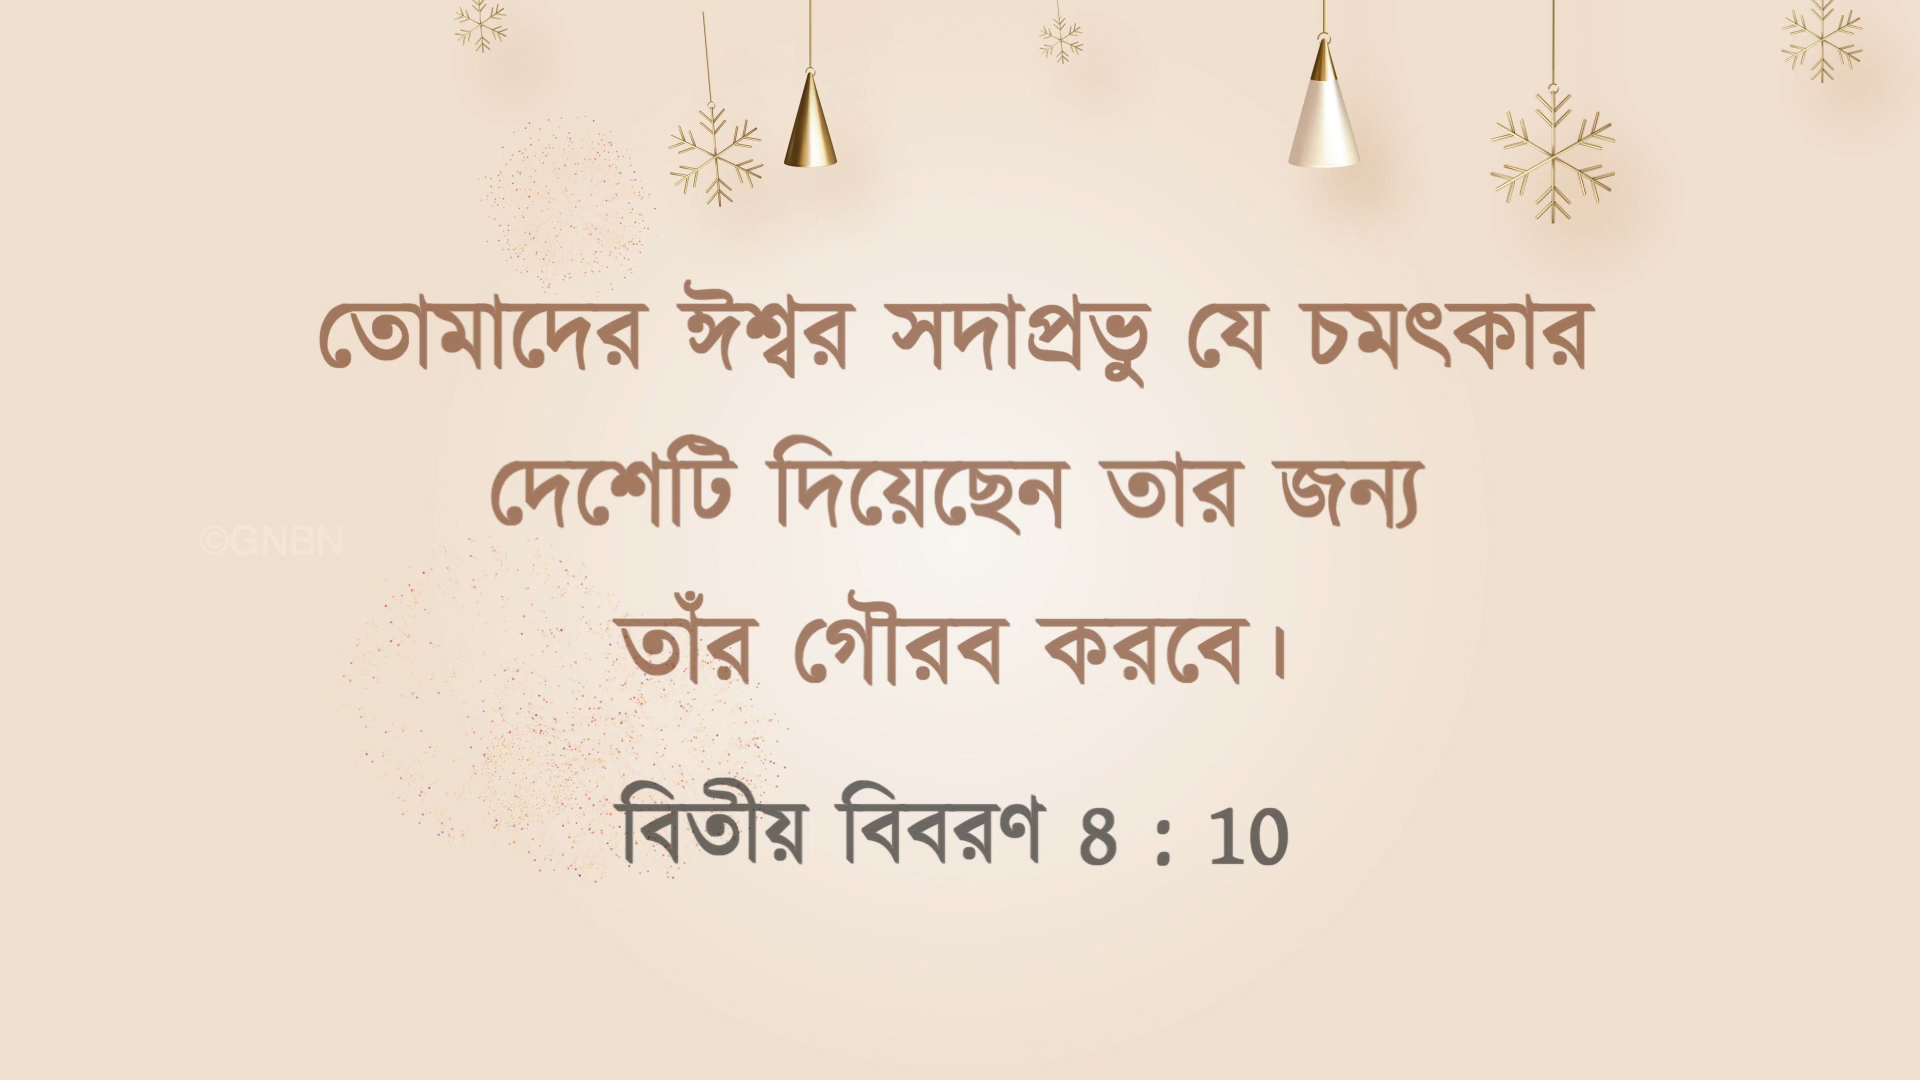 তোমাদের ঈশ্বর সদাপ্রভু যে চমৎকার
দেশেটি দিয়েছেন তার জন্য
©GNBN
তাঁর গৌরব করবে।
বিতীয় বিবরণ 8 : 10